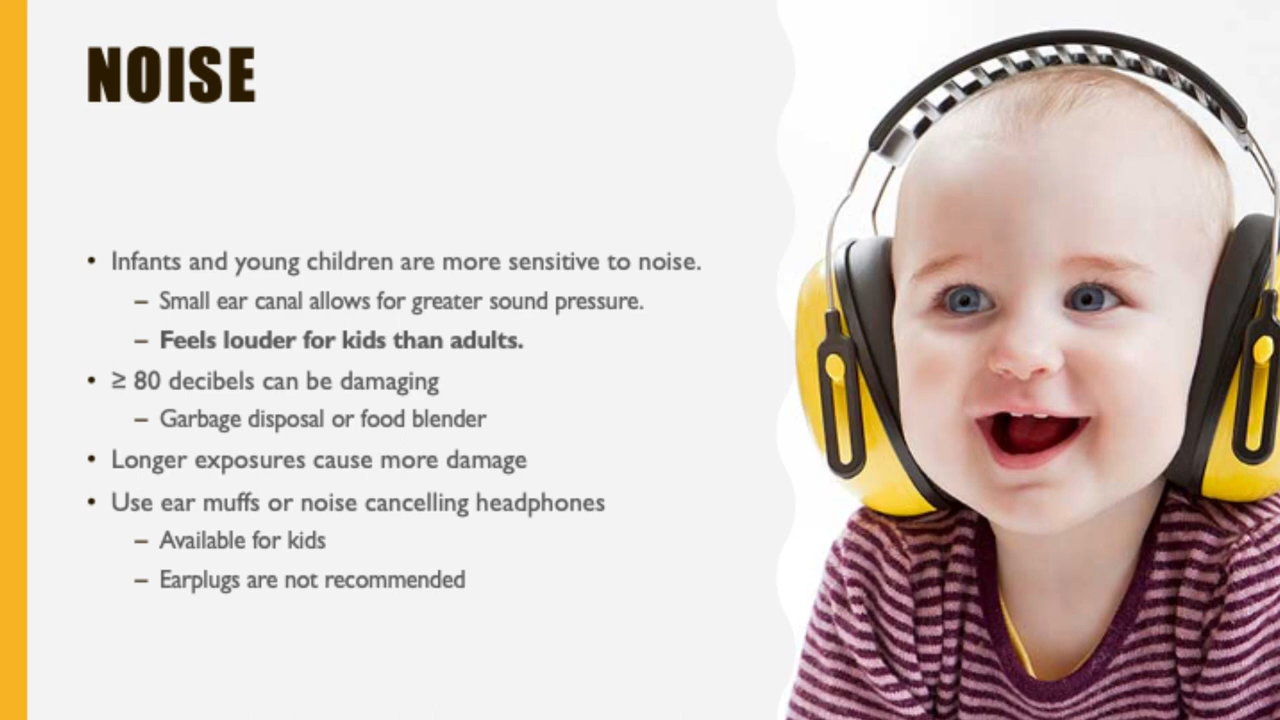 NOISE
• Infants and young children are more sensitive to noise.
– Small ear canal allows for greater sound pressure.
– Feels louder for kids than adults.
• ≥ 80 decibels can be damaging
– Garbage disposal or food blender
• Longer exposures cause more damage
• Use ear muffs or noise cancelling headphones
– Available for kids
– Earplugs are not recommended